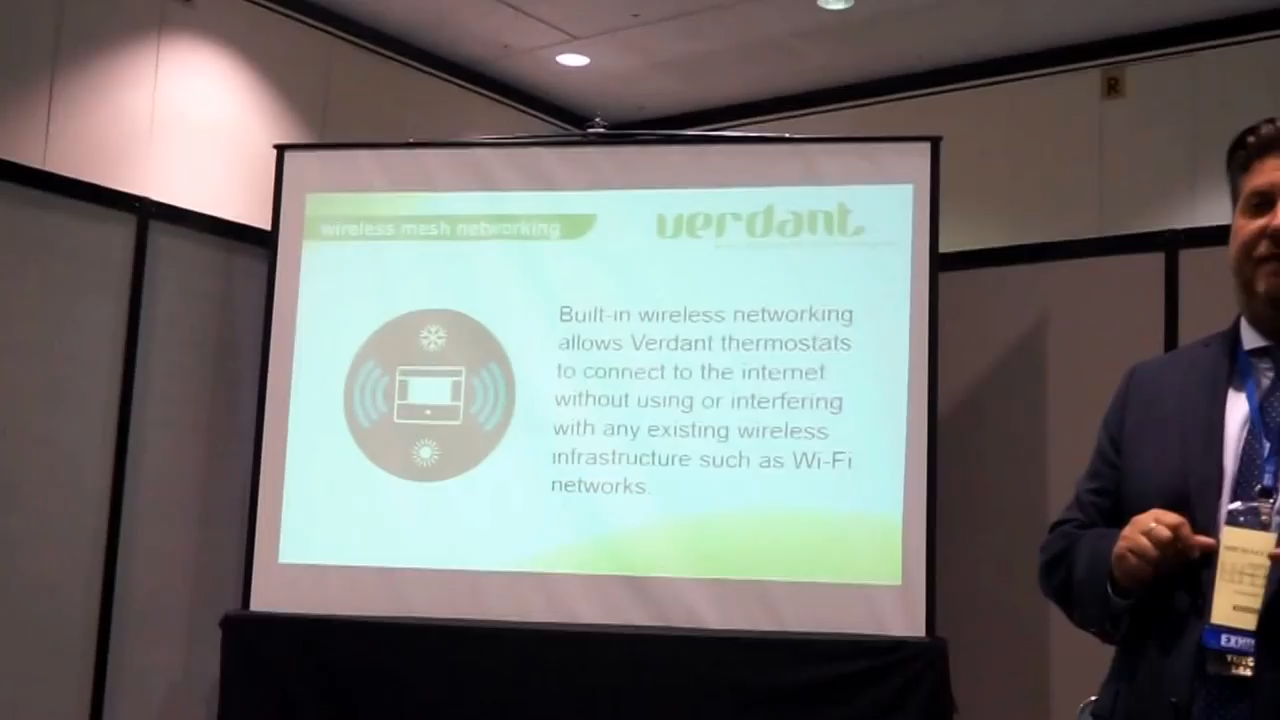 R
wireless mesh networking
verdant
Built-in wireless networking
allows Verdant thermostats
to connect to the internet
without using or interfering
with any existing wireless
infrastructure such as Wi-Fi
networks.